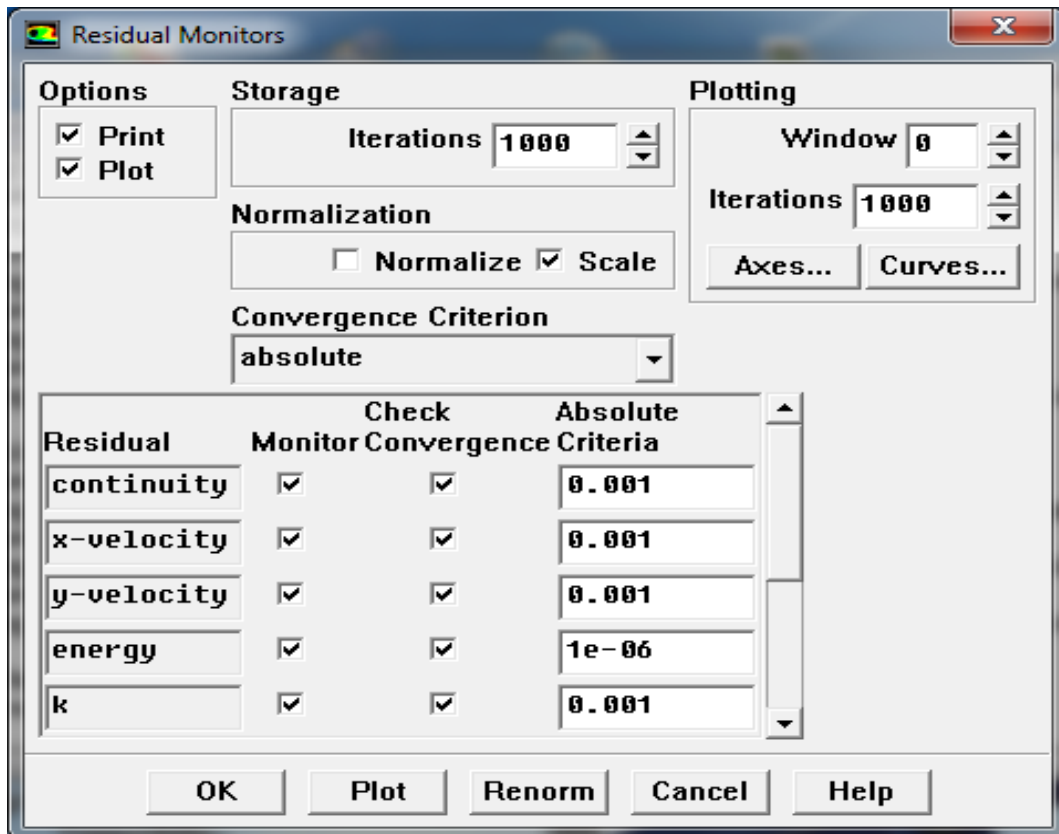 Residual Monitors
Options
Print
Plot
Storage
Iterations 1000
Normalization
Normalize Scale
Convergence Criterion
absolute
Plotting
Window 0
Iterations 1000
Axes... Curves...
Residual Monitor Check Convergence Absolute Criteria
continuity 0.001
x-velocity 0.001
y-velocity 0.001
energy 1e-06
k 0.001
OK Plot Renorm Cancel Help